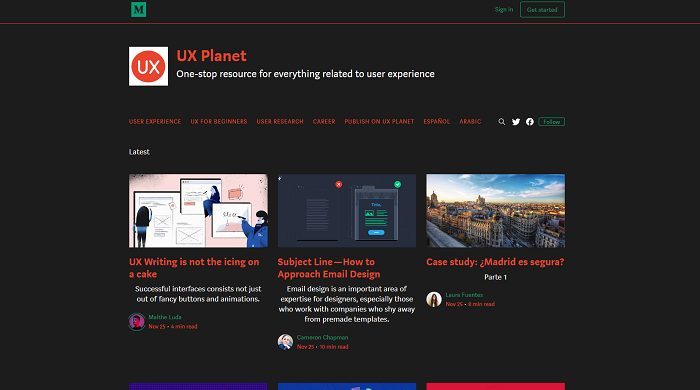 M
Sign in
Get started
UX
UX Planet
One-stop resource for everything related to user experience
USER EXPERIENCE UX FOR BEGINNERS USER RESEARCH CAREER PUBLISH ON UX PLANET ESPAÑOL ARABIC
Follow
Latest
UX Writing is not the icing on
a cake
Successful interfaces consists not just
out of fancy buttons and animations.
Malthe Luda
Nov 25 • 4 min read
Title.
Subject Line — How to
Approach Email Design
Email design is an important area of
expertise for designers, especially those
who work with companies who shy away
from premade templates.
Cameron Chapman
Nov 25 • 10 min read
Case study: ¿Madrid es segura?
Parte 1
Laura Fuentes
Nov 25 • 8 min read